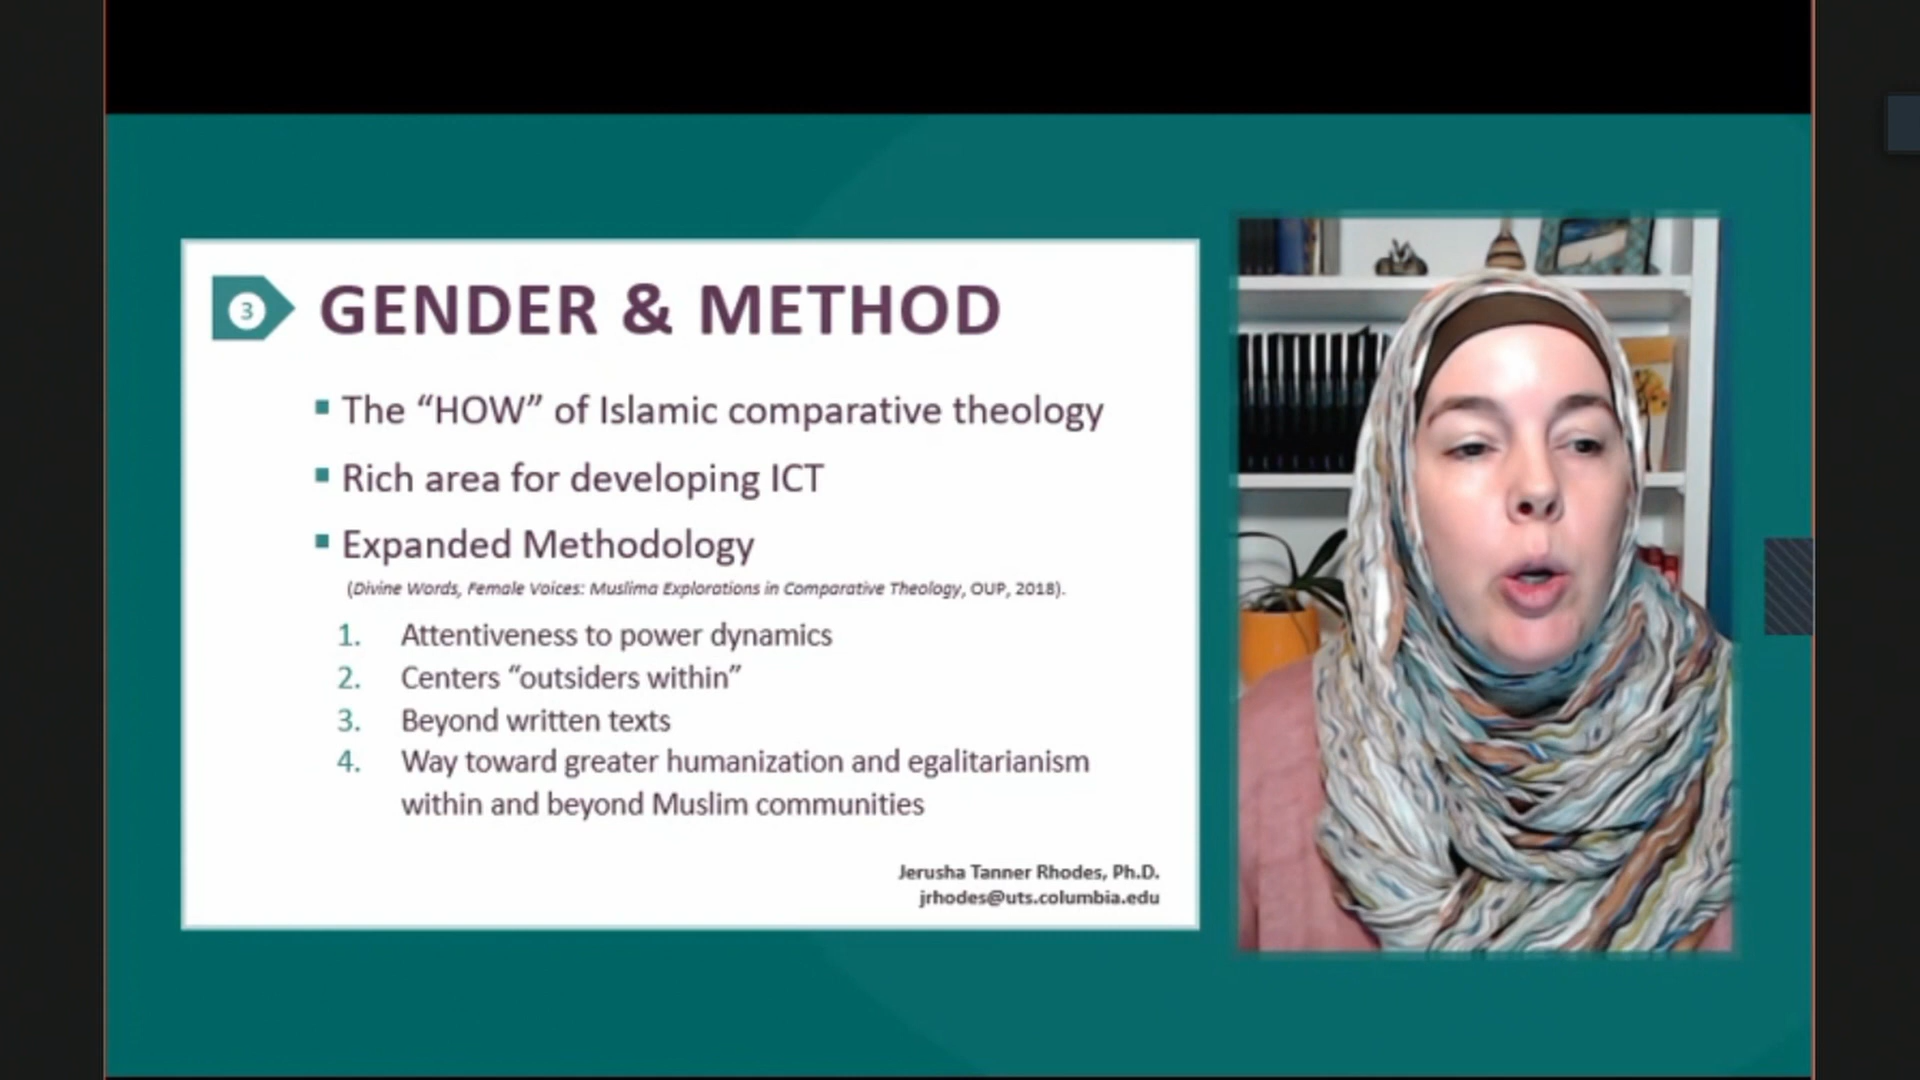 3
GENDER & METHOD
▪ The “HOW” of Islamic comparative theology
▪ Rich area for developing ICT
▪ Expanded Methodology
(Divine Words, Female Voices: Muslima Explorations in Comparative Theology, OUP, 2018).
1. Attentiveness to power dynamics
2. Centers “outsiders within”
3. Beyond written texts
4. Way toward greater humanization and egalitarianism
within and beyond Muslim communities
Jerusha Tanner Rhodes, Ph.D.
jrhodes@uts.columbia.edu